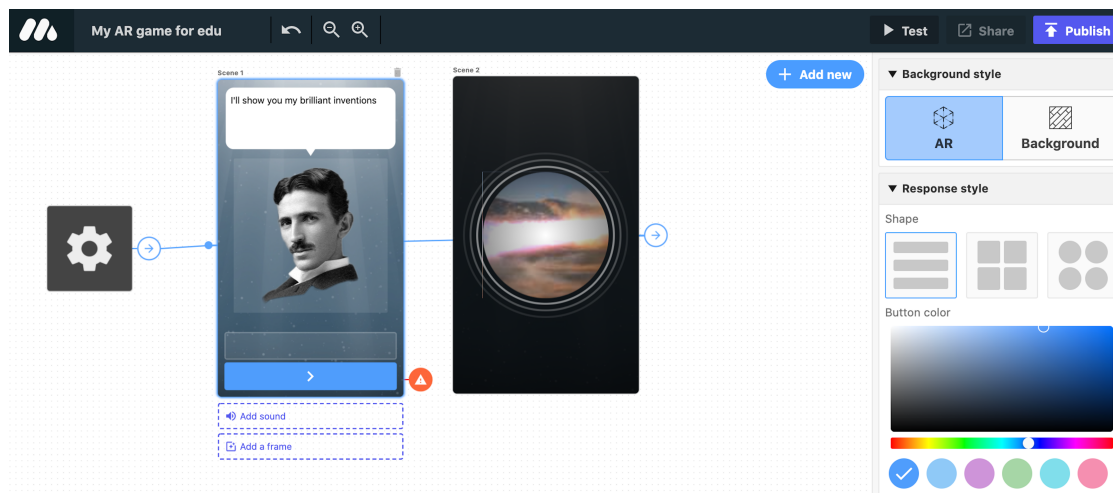 My AR game for edu
Test
Share
Publish
Scene 1
Scene 2
Add new
I'll show you my brilliant inventions
Add sound
Add a frame
Background style
AR
Background
Response style
Shape
Button color